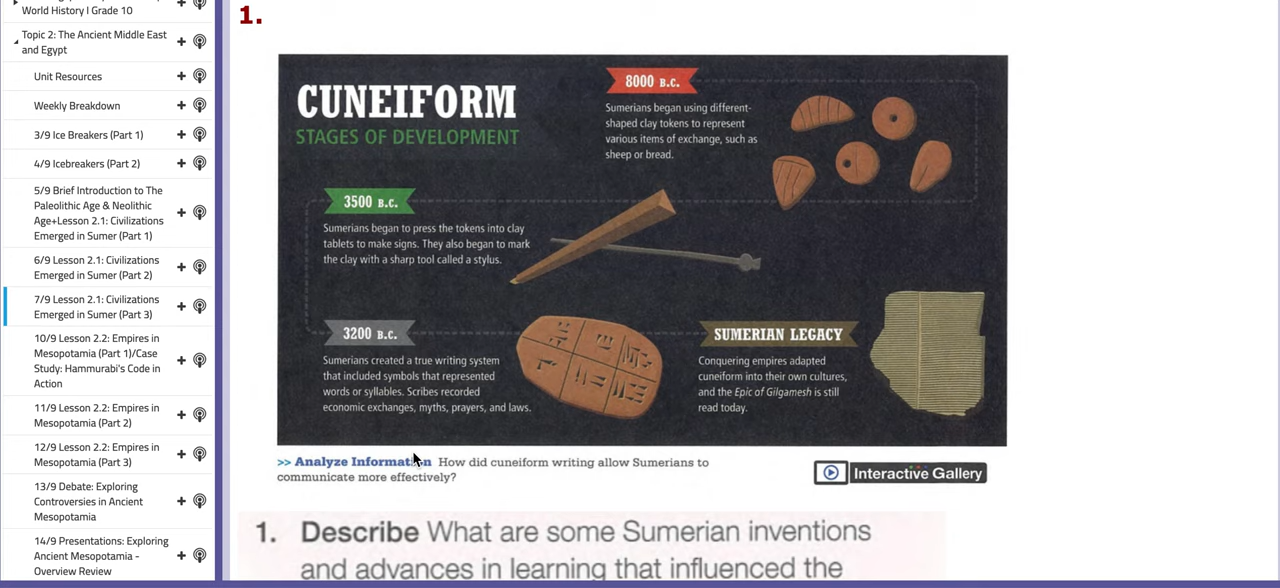 World History I Grade 10
Topic 2: The Ancient Middle East
and Egypt
Unit Resources
Weekly Breakdown
3/9 Ice Breakers (Part 1)
4/9 Icebreakers (Part 2)
5/9 Brief Introduction to The
Paleolithic Age & Neolithic
Age+Lesson 2.1: Civilizations
Emerged in Sumer (Part 1)
6/9 Lesson 2.1: Civilizations
Emerged in Sumer (Part 2)
7/9 Lesson 2.1: Civilizations
Emerged in Sumer (Part 3)
10/9 Lesson 2.2: Empires in
Mesopotamia (Part 1)/Case
Study: Hammurabi's Code in
Action
11/9 Lesson 2.2: Empires in
Mesopotamia (Part 2)
12/9 Lesson 2.2: Empires in
Mesopotamia (Part 3)
13/9 Debate: Exploring
Controversies in Ancient
Mesopotamia
14/9 Presentations: Exploring
Ancient Mesopotamia -
Overview Review
1.
CUNEIFORM
STAGES OF DEVELOPMENT
8000 B.C.
Sumerians began using different-
shaped clay tokens to represent
various items of exchange, such as
sheep or bread.
3500 B.C.
Sumerians began to press the tokens into clay
tablets to make signs. They also began to mark
the clay with a sharp tool called a stylus.
3200 B.C.
Sumerians created a true writing system
that included symbols that represented
words or syllables. Scribes recorded
economic exchanges, myths, prayers, and laws.
SUMERIAN LEGACY
Conquering empires adapted
cuneiform into their own cultures,
and the Epic of Gilgamesh is still
read today.
>> Analyze Information How did cuneiform writing allow Sumerians to
communicate more effectively?
Interactive Gallery
1. Describe What are some Sumerian inventions
and advances in learning that influenced the